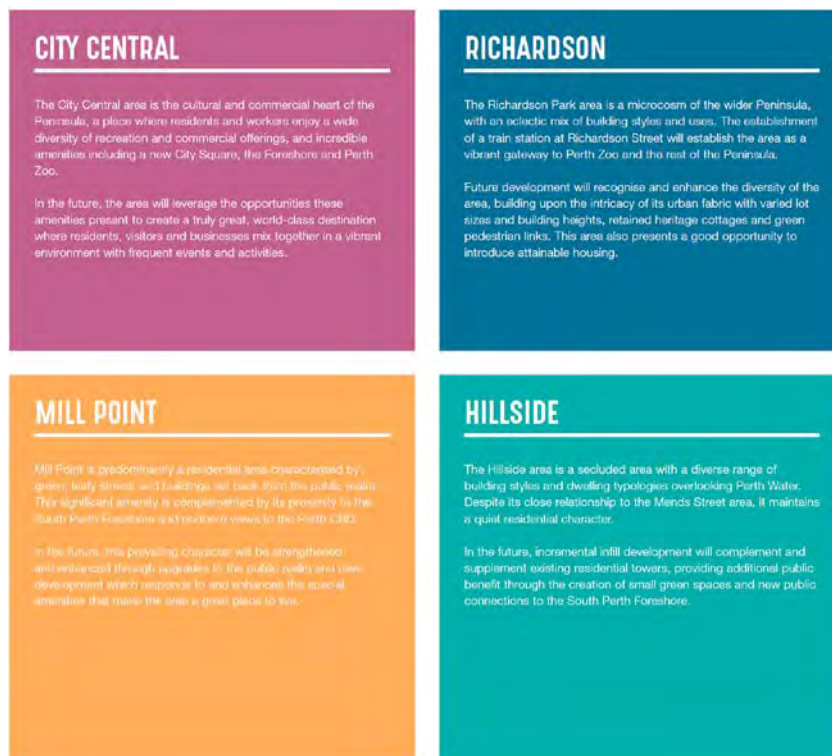 CITY CENTRAL
The City Central area is the cultural and commercial heart of the
Peninsula, a place where residents and workers enjoy a wide
diversity of recreation and commercial offerings, and incredible
amenities including a new City Square, the Foreshore and Perth
Zoo.
In the future, the area will leverage the opportunities these
amenities present to create a truly great, world-class destination
where residents, visitors and businesses mix together in a vibrant
environment with frequent events and activities.
RICHARDSON
The Richardson Park area is a microcosm of the wider Peninsula,
with an eclectic mix of building styles and uses. The establishment
of a train station at Richardson Street will establish the area as a
vibrant gateway to Perth Zoo and the rest of the Peninsula.
Future development will recognise and enhance the diversity of the
area, building upon the intricacy of its urban fabric with varied lot
sizes and building heights, retained heritage cottages and green
pedestrian links. This area also presents a good opportunity to
introduce attainable housing.
MILL POINT
Mill Point is predominantly a residential area characterised by
green, leafy streets and buildings set back from the public realm.
This significant amenity is complemented by its proximity to the
South Perth Foreshore and northern views to the Perth CBD.
In the future, this prevailing character will be strengthened
and enhanced through upgrades to the public realm and new
development which responds to and enhances the special
amenities that make the area a great place to live.
HILLSIDE
The Hillside area is a secluded area with a diverse range of
building styles and dwelling typologies overlooking Perth Water.
Despite its close relationship to the Mends Street area, it maintains
a quiet residential character.
In the future, incremental infill development will complement and
supplement existing residential towers, providing additional public
benefit through the creation of small green spaces and new public
connections to the South Perth Foreshore.